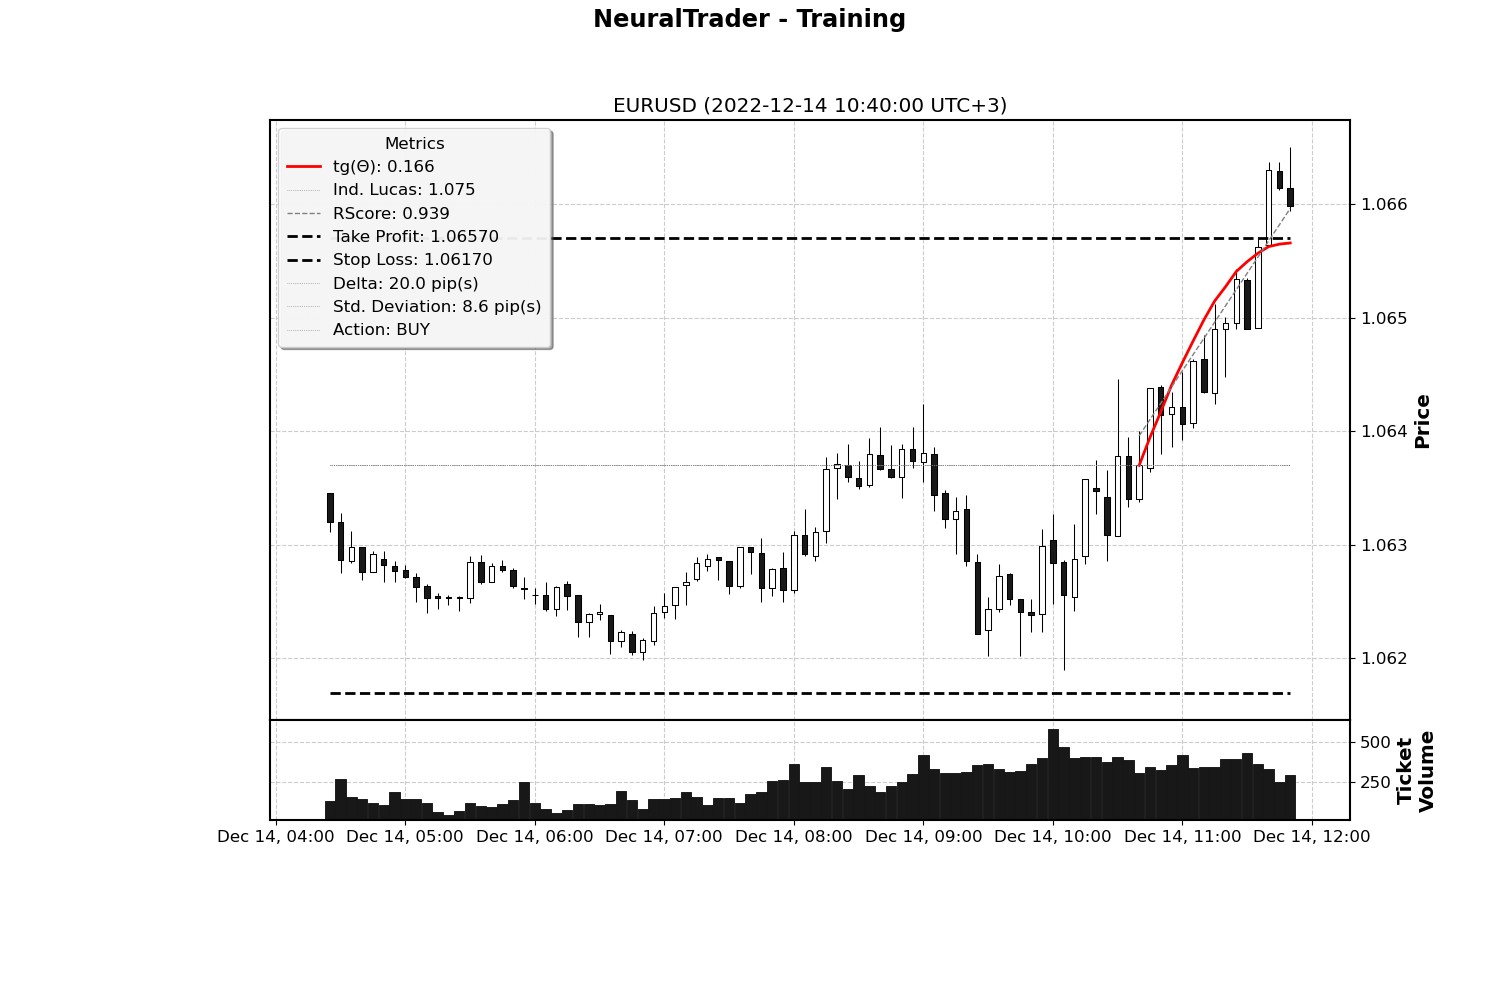 NeuralTrader - Training
EURUSD (2022-12-14 10:40:00 UTC+3)
Metrics
tg(Θ): 0.166
Ind. Lucas: 1.075
RScore: 0.939
Take Profit: 1.06570
Stop Loss: 1.06170
Delta: 20.0 pip(s)
Std. Deviation: 8.6 pip(s)
Action: BUY
1.066
1.065
1.064
1.063
1.062
Price
500
250
Ticket
Volume
Dec 14, 04:00 Dec 14, 05:00 Dec 14, 06:00 Dec 14, 07:00 Dec 14, 08:00 Dec 14, 09:00 Dec 14, 10:00 Dec 14, 11:00 Dec 14, 12:00